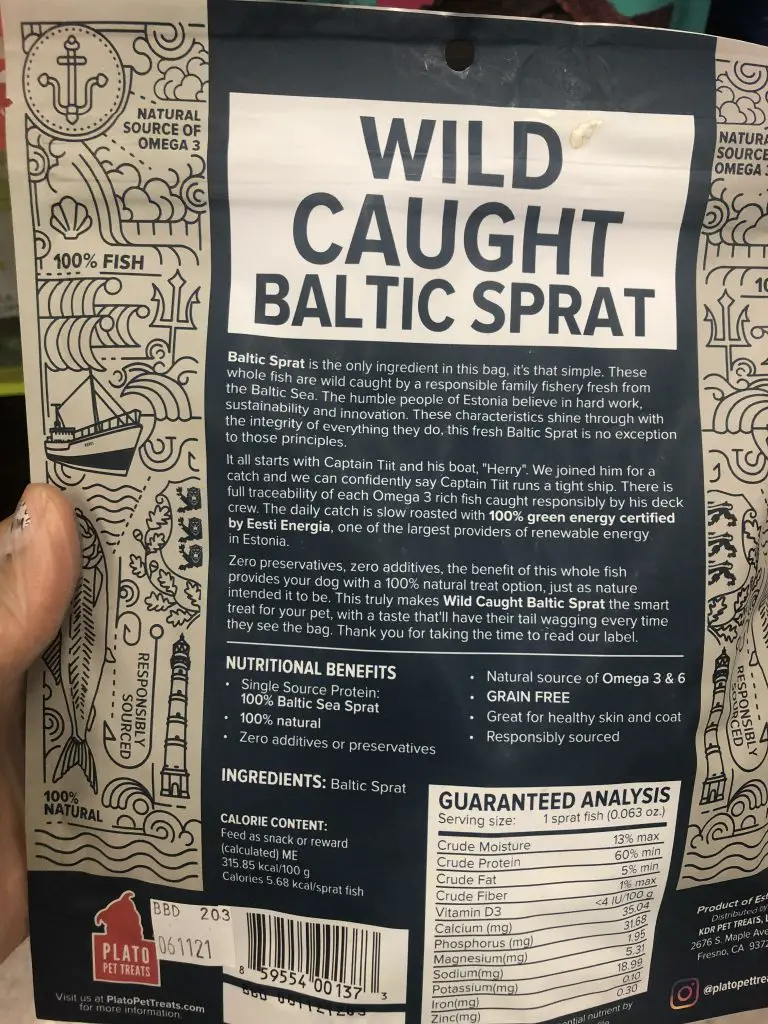 NATURAL
SOURCE OF
OMEGA 3
100% FISH
RESPONSIBLY
SOURCED
100%
NATURAL
WILD
CAUGHT
BALTIC SPRAT
Baltic Sprat is the only ingredient in this bag, it's that simple. These
whole fish are wild caught by a responsible family fishery fresh from
the Baltic Sea. The humble people of Estonia believe in hard work,
sustainability and innovation. These characteristics shine through with
the integrity of everything they do, this fresh Baltic Sprat is no exception
to those principles.
It all starts with Captain Tiit and his boat, "Herry". We joined him for a
catch and we can confidently say Captain Tiit runs a tight ship. There is
full traceability of each Omega 3 rich fish caught responsibly by his deck
crew. The daily catch is slow roasted with 100% green energy certified
by Eesti Energia, one of the largest providers of renewable energy
in Estonia.
Zero preservatives, zero additives, the benefit of this whole fish
provides your dog with a 100% natural treat option, just as nature
intended it to be. This truly makes Wild Caught Baltic Sprat the smart
treat for your pet, with a taste that'll have their tail wagging every time
they see the bag. Thank you for taking the time to read our label.
NUTRITIONAL BENEFITS
• Single Source Protein:
100% Baltic Sea Sprat
• 100% natural
• Zero additives or preservatives
• Natural source of Omega 3 & 6
• GRAIN FREE
• Great for healthy skin and coat
• Responsibly sourced
INGREDIENTS: Baltic Sprat
CALORIE CONTENT:
Feed as snack or reward
(calculated) ME
315.85 kcal/100 g
Calories 5.68 kcal/sprat fish
GUARANTEED ANALYSIS
Serving size: 1 sprat fish (0.063 oz.)
Crude Moisture 13% max
Crude Protein 60% min
Crude Fat 5% min
Crude Fiber 1% max
Vitamin D3 <4 IU/100 g
Calcium (mg) 35.04
Phosphorus (mg) 31.68
Magnesium(mg) 1.95
Sodium(mg) 5.31
Potassium(mg) 18.99
Iron(mg) 0.10
Zinc(mg) 0.30
nutrient by
PLATO
PET TREATS
BBD 203
061121
8 59554 00137 3
Visit us at PlatoPetTreats.com
for more information.
NATURA
SOURCE
OMEGA
10
RESPONSIBLY
SOURCED
Product of
Distributed by
KDR PET TREATS,
2676 S. Maple Ave
Fresno, CA 937
@platopettre